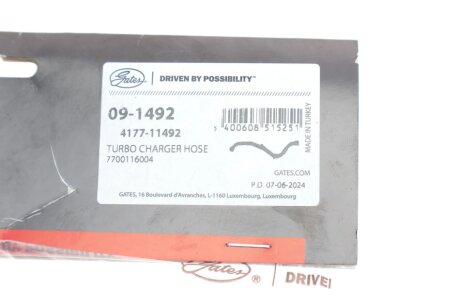 Gates® DRIVEN BY POSSIBILITY™
09-1492
4177-11492
TURBO CHARGER HOSE
7700116004
5 400608 515251
MADE IN TURKEY
GATES.COM
P.D. 07-06-2024
GATES, 16 Boulevard d'Avranches, L-1160 Luxembourg, Luxembourg
Gates® DRIVE